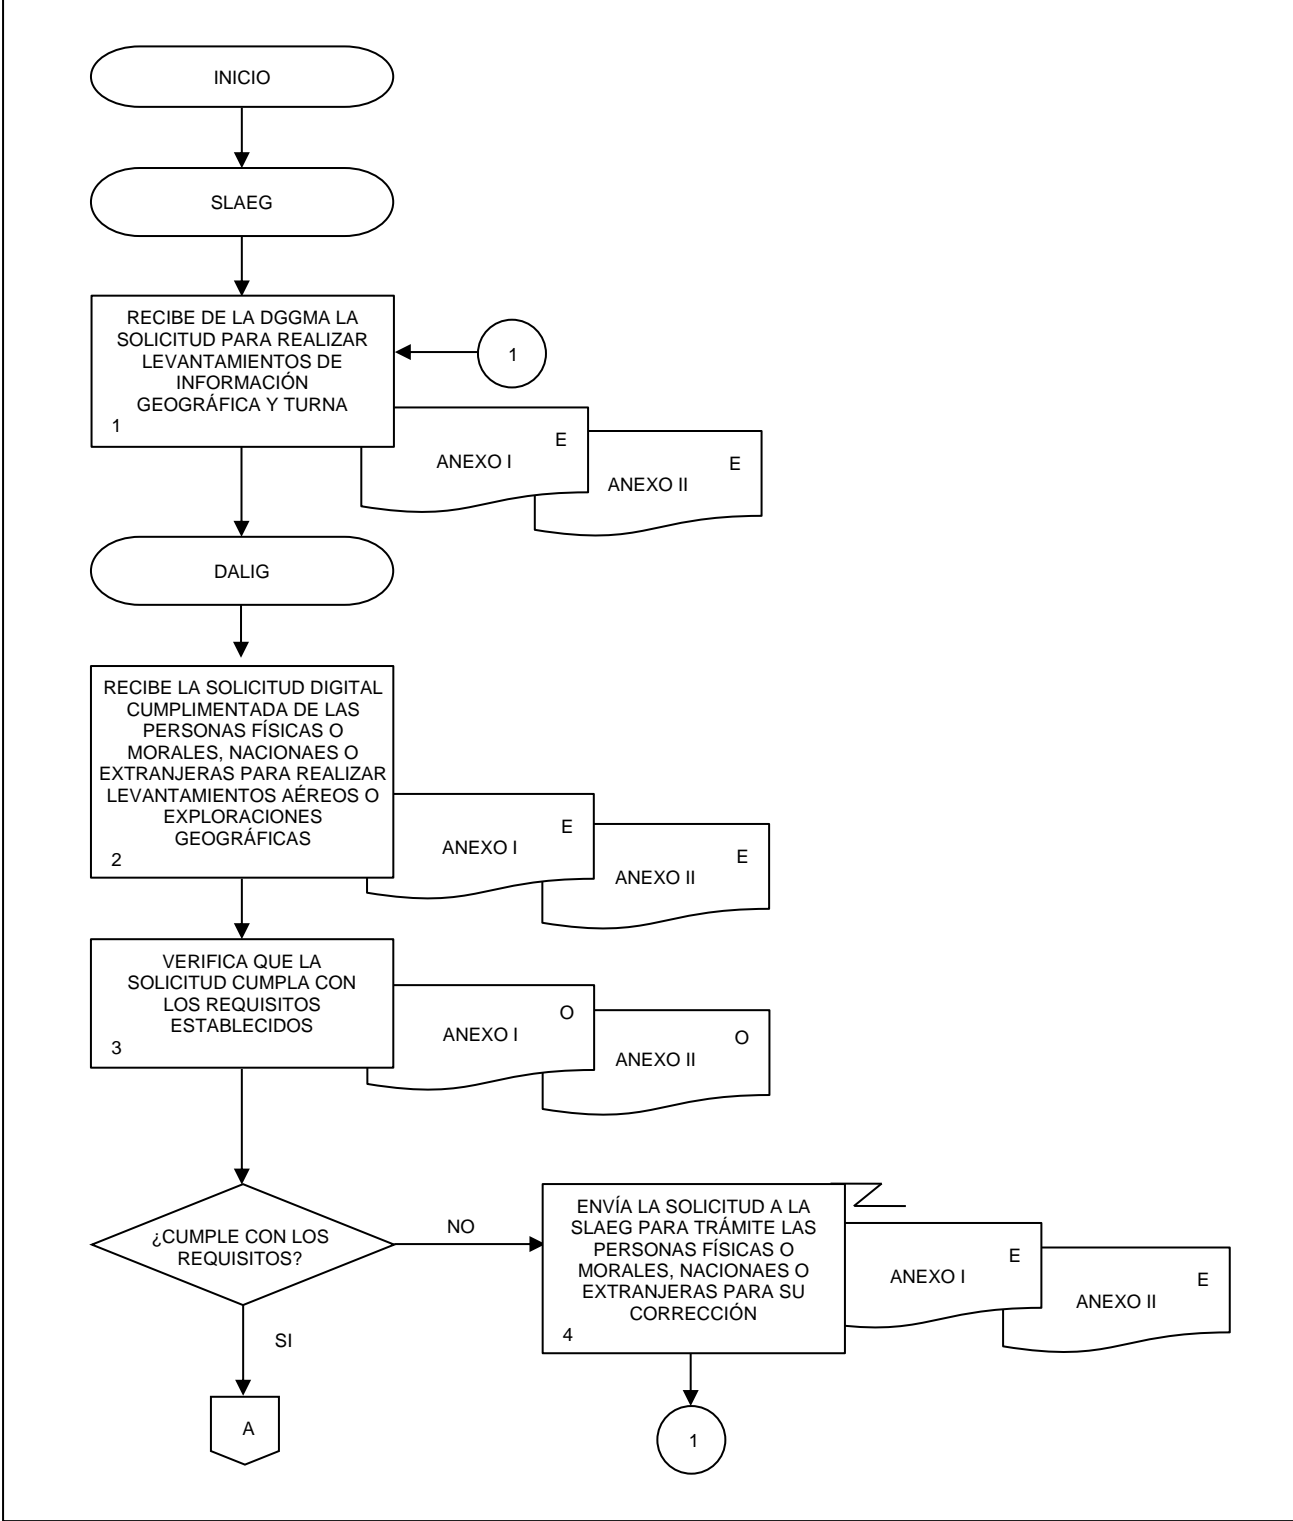 INICIO
SLAEG
RECIBE DE LA DGGMA LA
SOLICITUD PARA REALIZAR
LEVANTAMIENTOS DE
INFORMACIÓN
GEOGRÁFICA Y TURNA
1
1
ANEXO I
E
ANEXO II
E
DALIG
RECIBE LA SOLICITUD DIGITAL
CUMPLIMENTADA DE LAS
PERSONAS FÍSICAS O
MORALES, NACIONAES O
EXTRANJERAS PARA REALIZAR
LEVANTAMIENTOS AÉREOS O
EXPLORACIONES
GEOGRÁFICAS
2
ANEXO I
E
ANEXO II
E
VERIFICA QUE LA
SOLICITUD CUMPLA CON
LOS REQUISITOS
ESTABLECIDOS
3
ANEXO I
O
ANEXO II
O
¿CUMPLE CON LOS
REQUISITOS?
NO
SI
A
ENVÍA LA SOLICITUD A LA
SLAEG PARA TRÁMITE LAS
PERSONAS FÍSICAS O
MORALES, NACIONAES O
EXTRANJERAS PARA SU
CORRECCIÓN
4
ANEXO I
E
ANEXO II
E
1